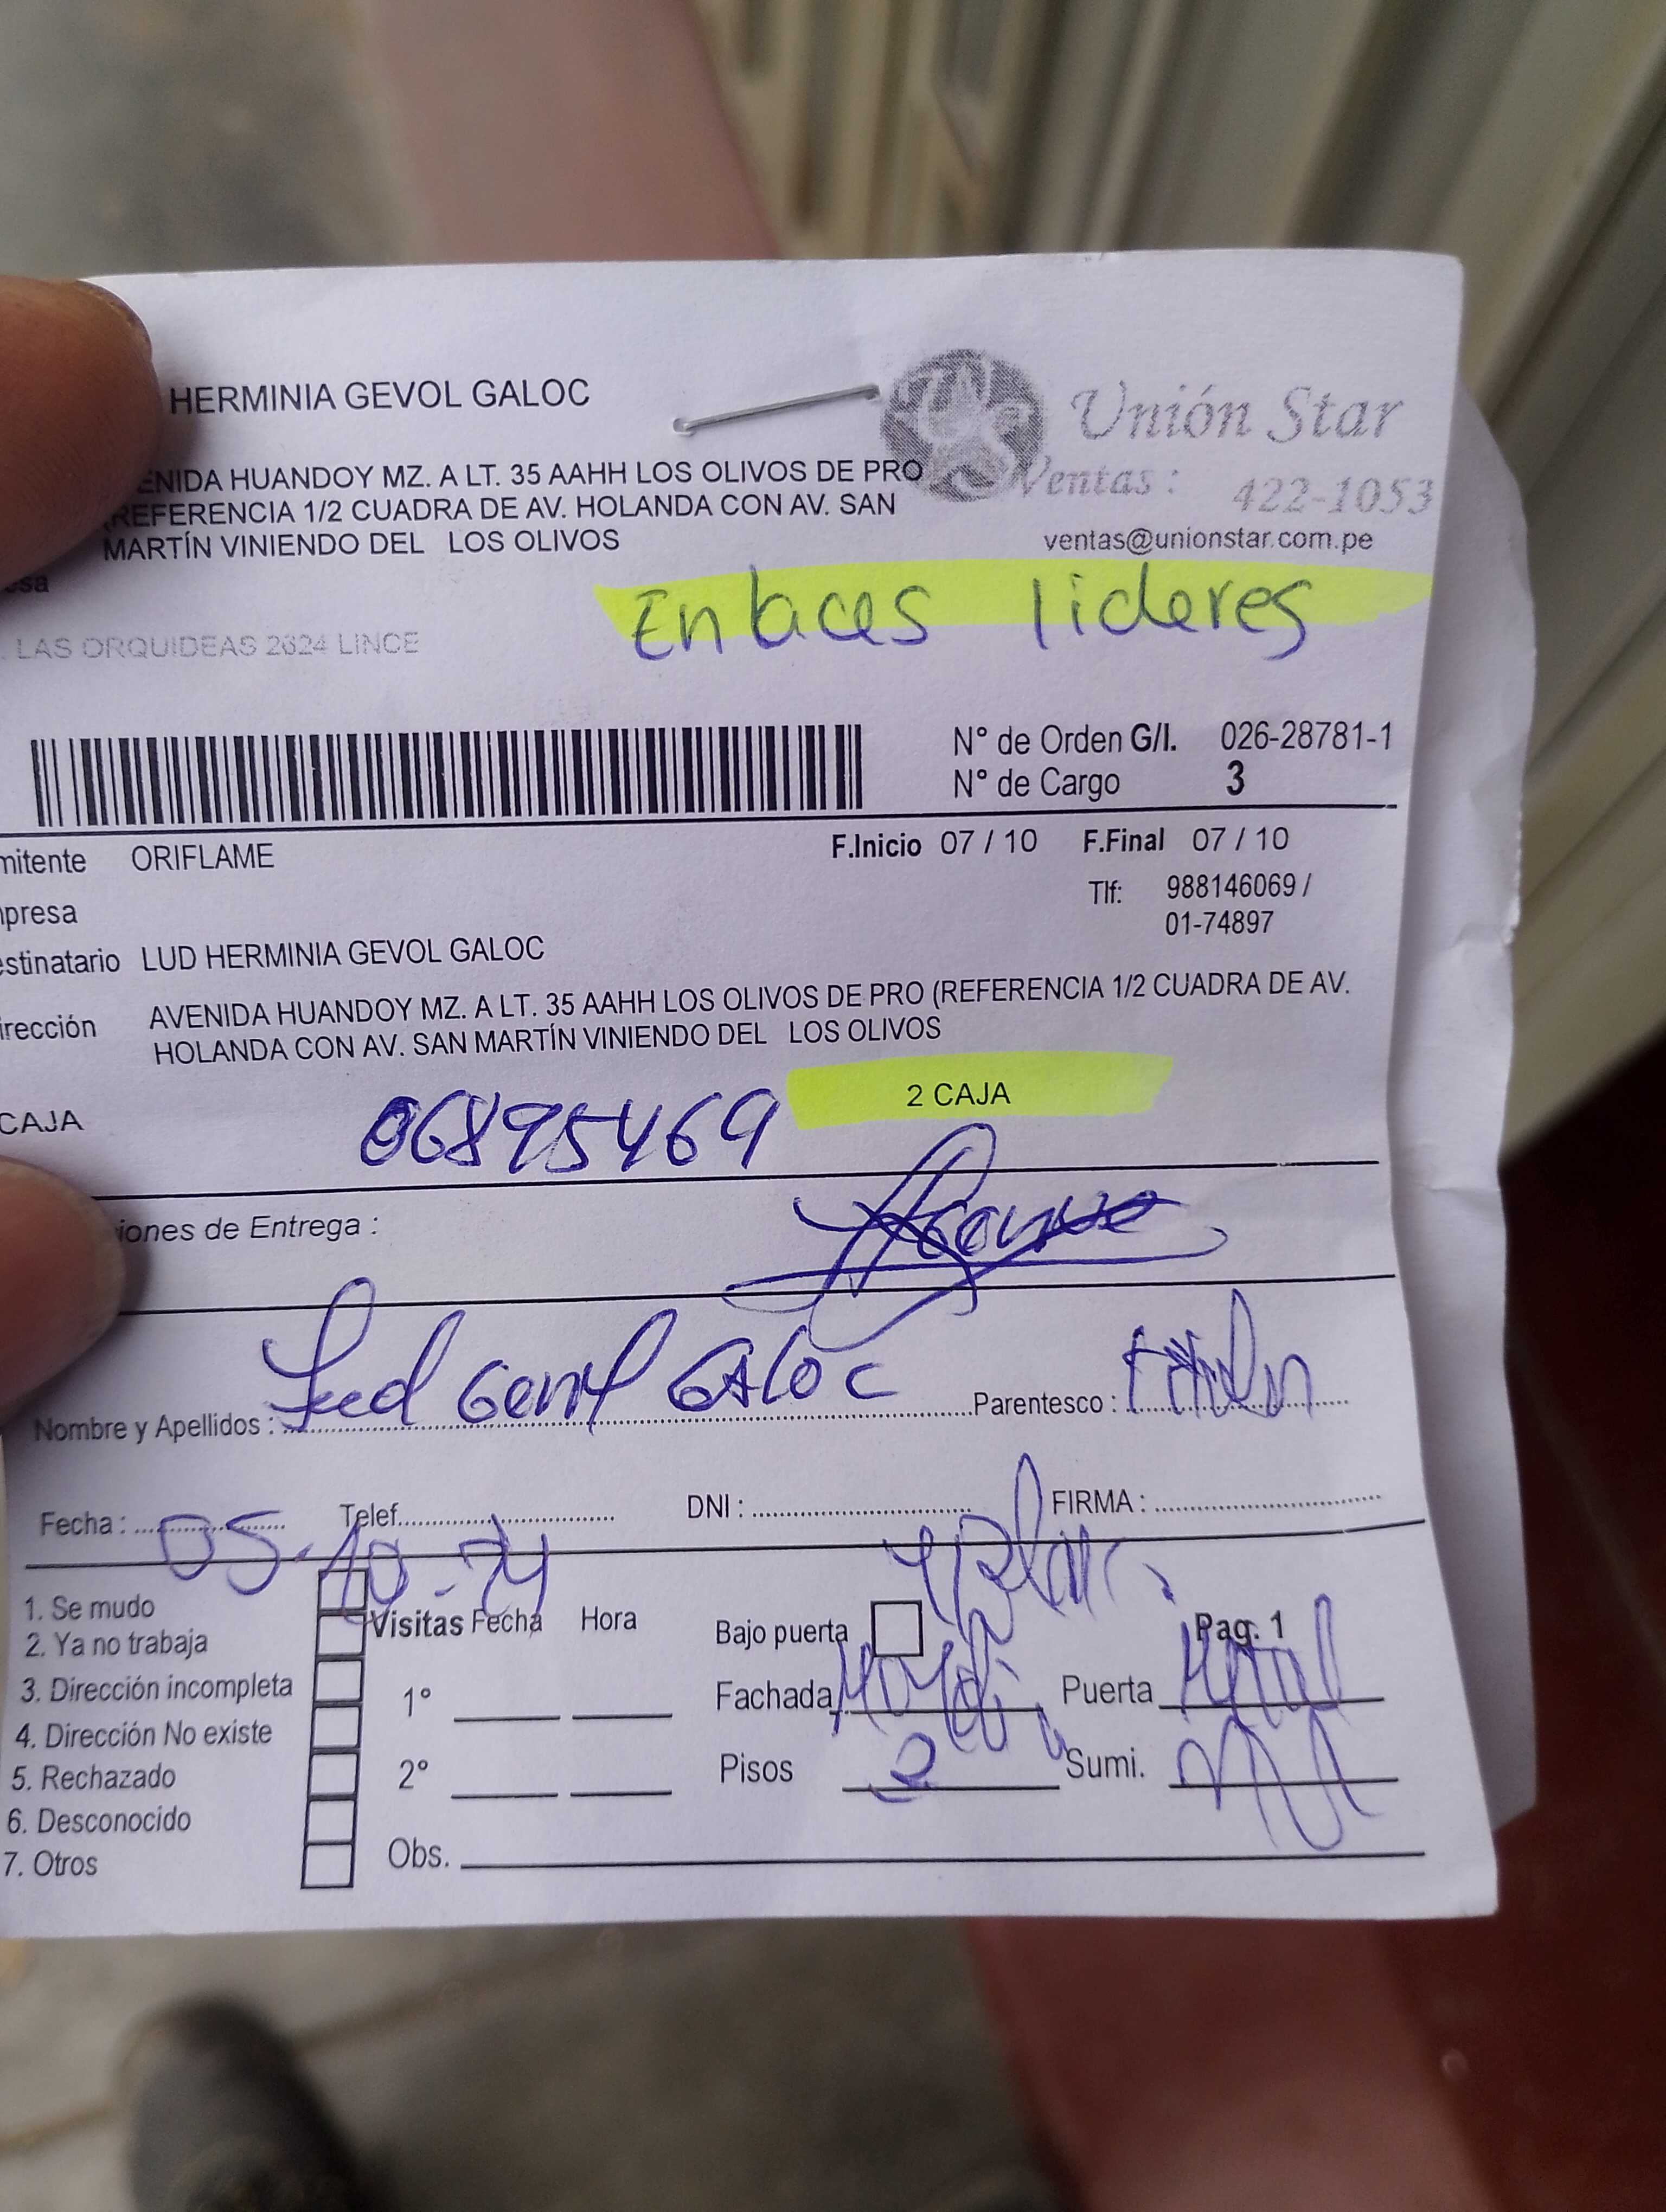 HERMINIA GEVOL GALOC
Unión Star
Ventas : 422-1053
ventas@unionstar.com.pe
ENIDA HUANDOY MZ. A LT. 35 AAHH LOS OLIVOS DE PRO
(REFERENCIA 1/2 CUADRA DE AV. HOLANDA CON AV. SAN
MARTÍN VINIENDO DEL LOS OLIVOS
esa
Enlaces lideres
. LAS ORQUIDEAS 2624 LINCE
N° de Orden G/I. 026-28781-1
N° de Cargo 3
mitente ORIFLAME
F.Inicio 07 / 10 F.Final 07 / 10
Tlf: 988146069 /
01-74897
mpresa
estinatario LUD HERMINIA GEVOL GALOC
irección AVENIDA HUANDOY MZ. A LT. 35 AAHH LOS OLIVOS DE PRO (REFERENCIA 1/2 CUADRA DE AV.
HOLANDA CON AV. SAN MARTÍN VINIENDO DEL LOS OLIVOS
CAJA 06895469 2 CAJA
iones de Entrega :
Nombre y Apellidos : Galoc Parentesco :
Fecha : 05-10-24 Telef. DNI : FIRMA :
1. Se mudo
2. Ya no trabaja
3. Dirección incompleta
4. Dirección No existe
5. Rechazado
6. Desconocido
7. Otros
Visitas Fecha Hora
1°
2°
Obs.
Bajo puerta Pag. 1
Fachada Puerta
Pisos 2 Sumi.